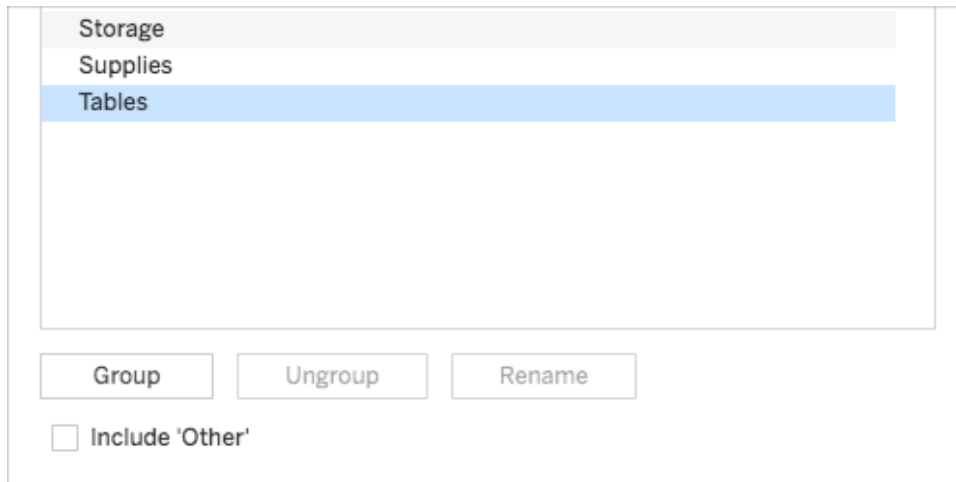 Storage
Supplies
Tables
Group Ungroup Rename
Include 'Other'